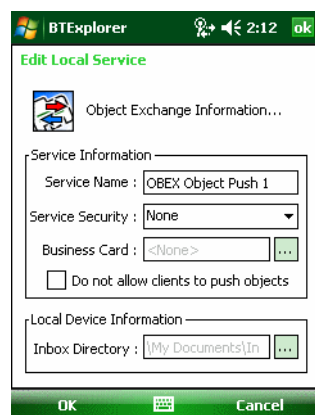 BTExplorer 2:12 ok
Edit Local Service
Object Exchange Information...
Service Information
Service Name : OBEX Object Push 1
Service Security : None
Business Card : <None> ...
Do not allow clients to push objects
Local Device Information
Inbox Directory : \My Documents\In ...
OK Cancel